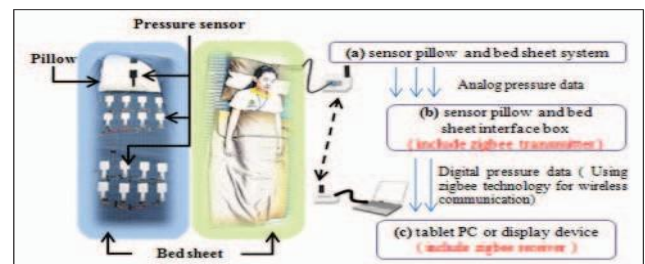 Pressure sensor
Pillow
Bed sheet
(a) sensor pillow and bed sheet system
Analog pressure data
(b) sensor pillow and bed
sheet interface box
( include zigbee transmitter)
Digital pressure data ( Using
zigbee technology for wireless
communication)
(c) tablet PC or display device
( include zigbee receiver )